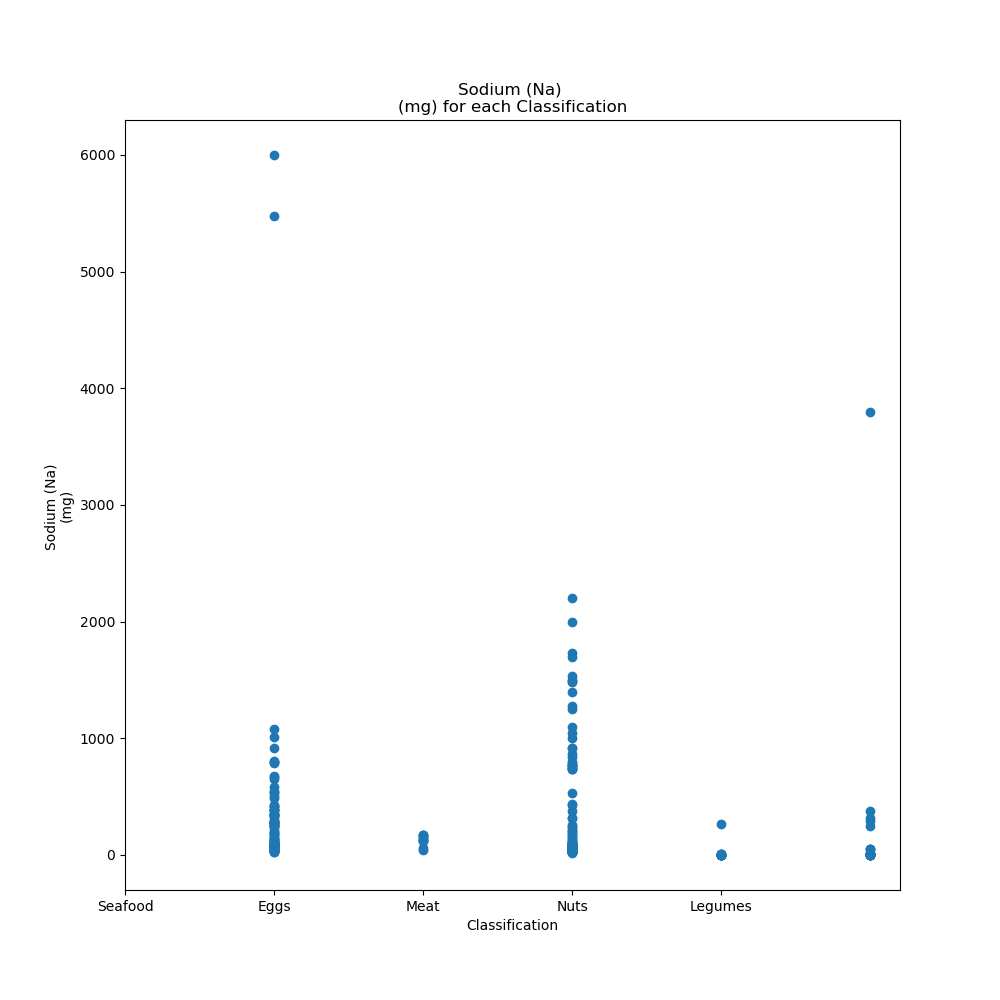 Sodium (Na)
(mg) for each Classification
6000
5000
4000
3000
2000
1000
0
Sodium (Na)
(mg)
Seafood
Eggs
Meat
Nuts
Legumes
Classification